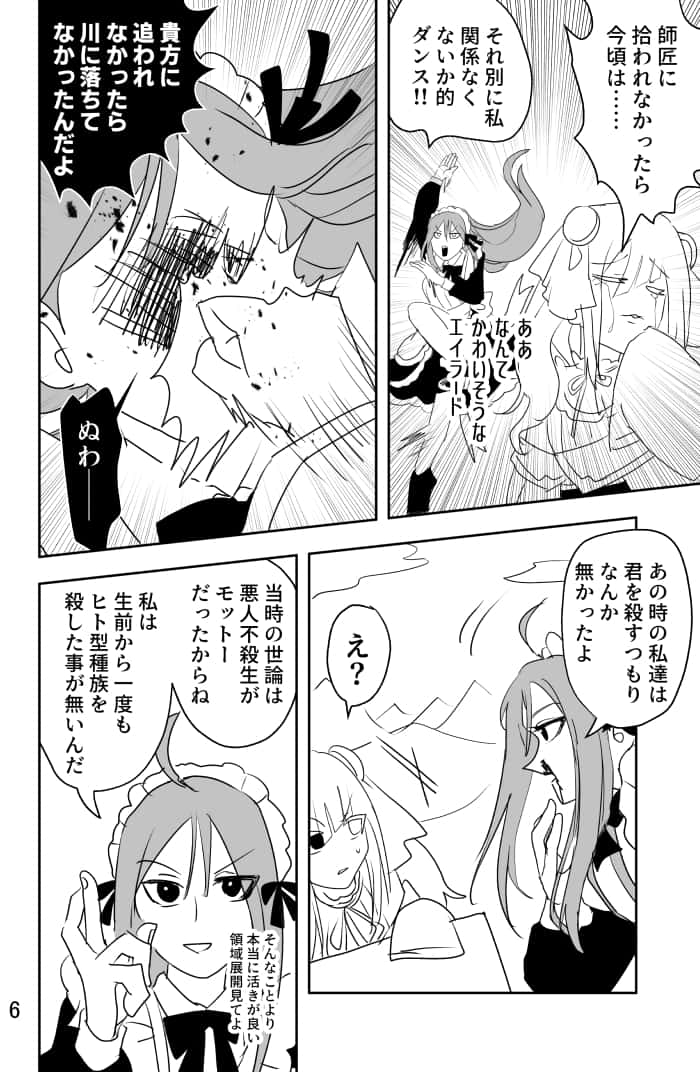 師匠に
拾われなかったら
今頃は……
それ別に私
関係なく
ないか的
ダンス!!
ああ
なんて
かわいそうな
エイラード
貴方に
追われ
なかったら
川に落ちて
なかったんだよ
ぬわ──
あの時の私達は
君を殺すつもり
なんか
無かったよ
え?
当時の世論は
悪人不殺生が
モットー
だったからね
私は
生前から一度も
ヒト型種族を
殺した事が無いんだ
そんなことより
本当に活きが良い
領域展開見てよ
6